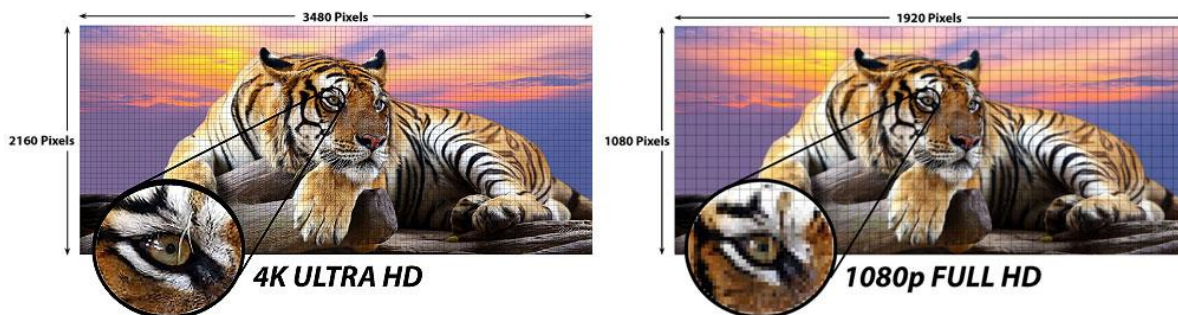 3480 Pixels
1920 Pixels
2160 Pixels
1080 Pixels
4K ULTRA HD
1080p FULL HD